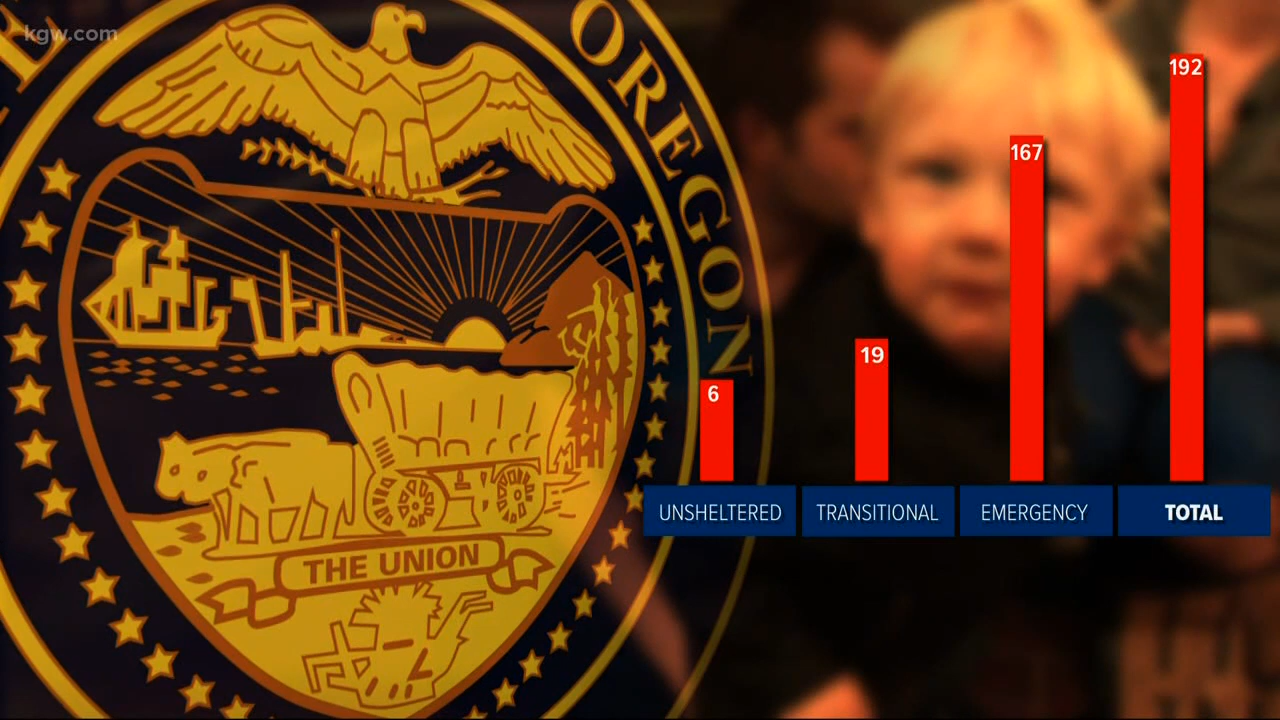 kgw.com
OREGON
THE UNION
6
19
167
192
UNSHELTERED
TRANSITIONAL
EMERGENCY
TOTAL